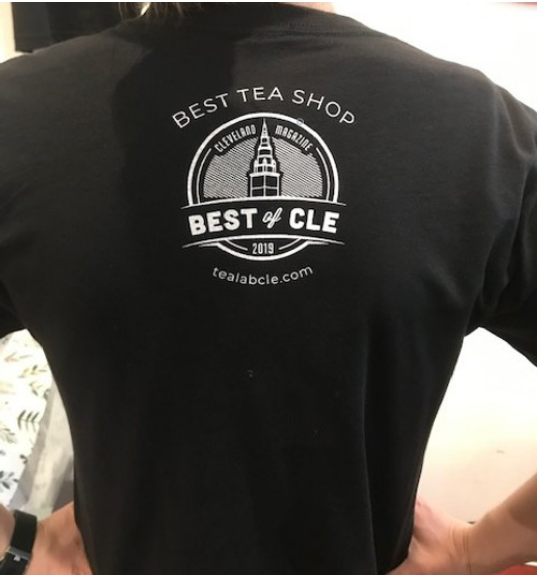 BEST TEA SHOP
CLEVELAND MAGAZINE
BEST of CLE
2019
tealabcle.com